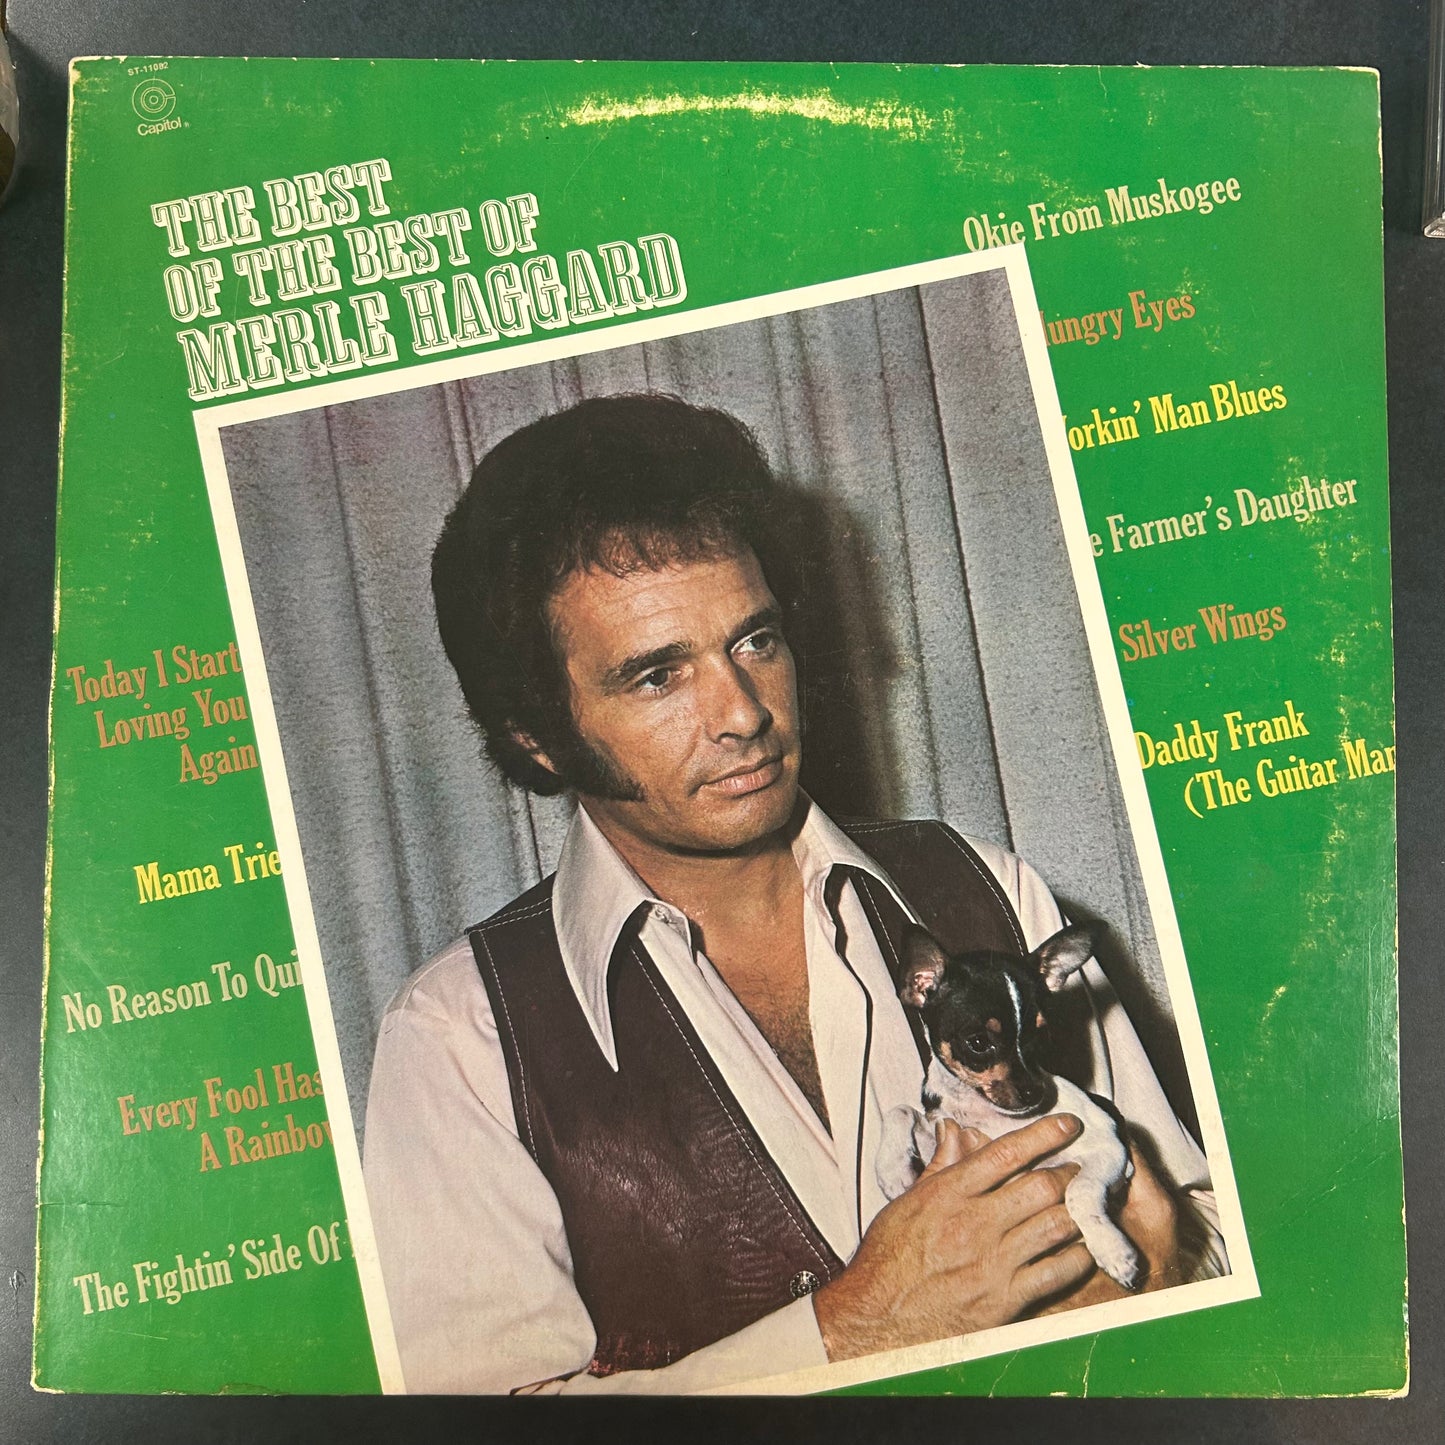 ST-11082
Capitol
THE BEST
OF THE BEST OF
MERLE HAGGARD
Okie From Muskogee
Hungry Eyes
Workin' Man Blues
e Farmer's Daughter
Silver Wings
Daddy Frank
(The Guitar Man
Today I Start
Loving You
Again
Mama Trie
No Reason To Qui
Every Fool Has
A Rainbow
The Fightin' Side Of